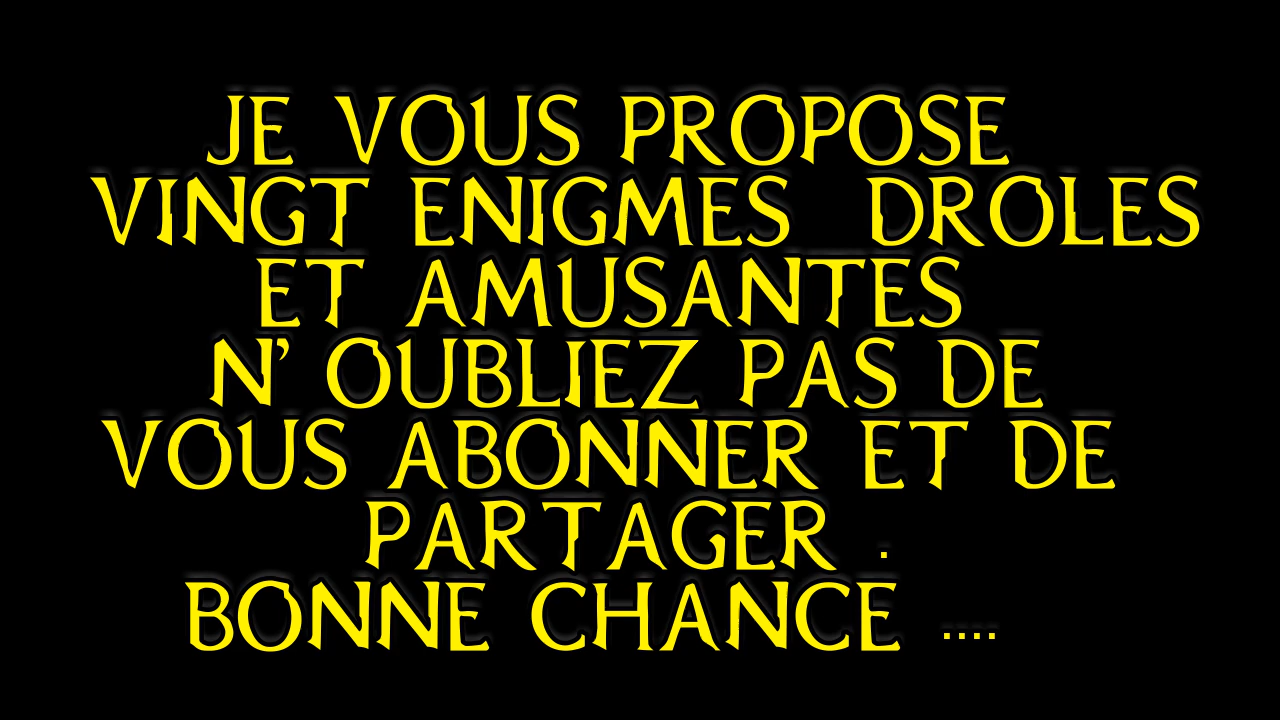 JE VOUS PROPOSE
VINGT ENIGMES DROLES
ET AMUSANTES
N' OUBLIEZ PAS DE
VOUS ABONNER ET DE
PARTAGER .
BONNE CHANCE ....